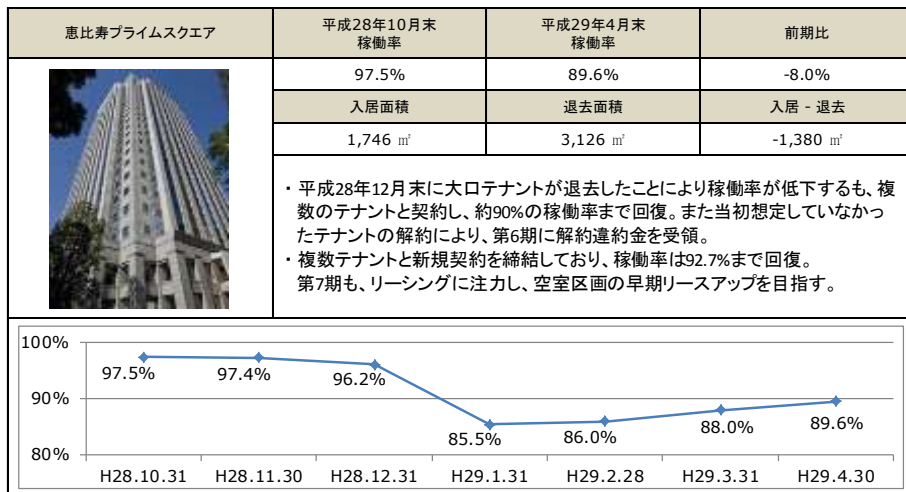 恵比寿プライムスクエア
平成28年10月末
稼働率
平成29年4月末
稼働率
前期比
97.5%
89.6%
-8.0%
入居面積
退去面積
入居 - 退去
1,746 ㎡
3,126 ㎡
-1,380 ㎡
・ 平成28年12月末に大口テナントが退去したことにより稼働率が低下するも、複
数のテナントと契約し、約90%の稼働率まで回復。また当初想定していなかっ
たテナントの解約により、第6期に解約違約金を受領。
・ 複数テナントと新規契約を締結しており、稼働率は92.7%まで回復。
第7期も、リーシングに注力し、空室区画の早期リースアップを目指す。
100%
90%
80%
97.5%
97.4%
96.2%
85.5%
86.0%
88.0%
89.6%
H28.10.31
H28.11.30
H28.12.31
H29.1.31
H29.2.28
H29.3.31
H29.4.30